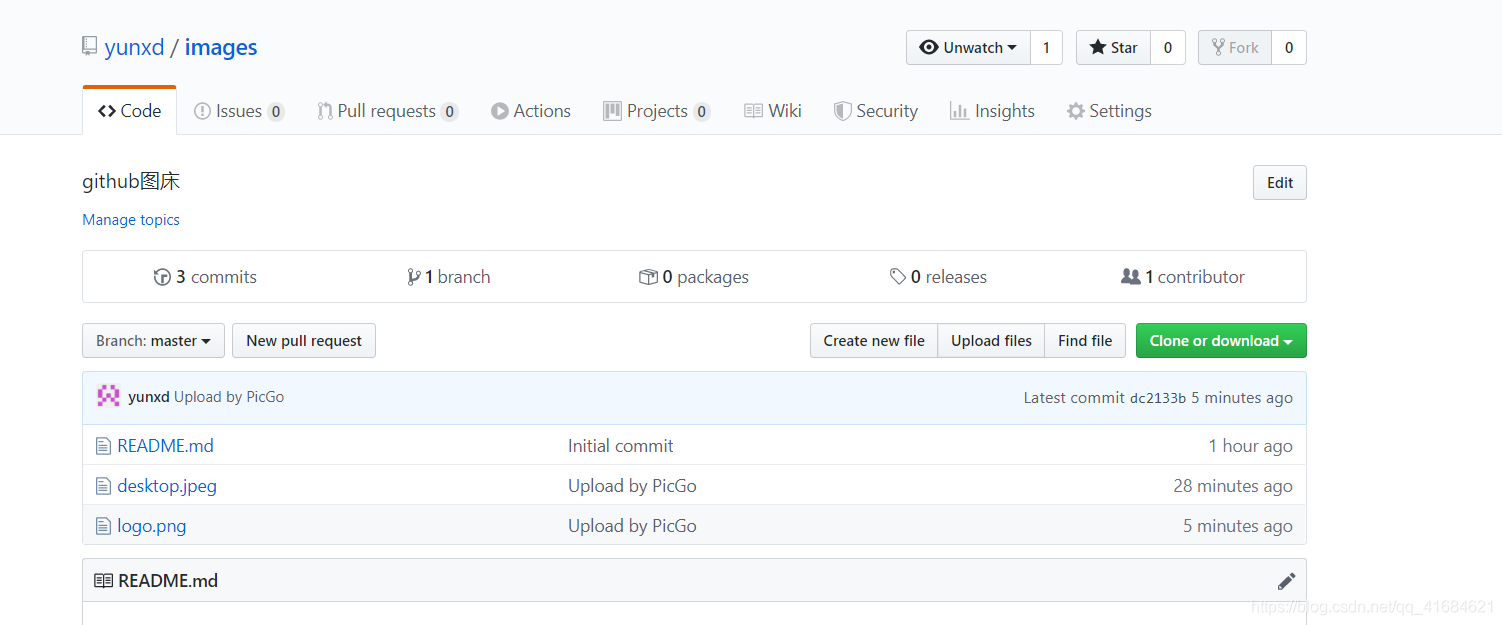 yunxd / images
Unwatch 1 Star 0 Fork 0
Code Issues 0 Pull requests 0 Actions Projects 0 Wiki Security Insights Settings
github图床 Edit
Manage topics
3 commits 1 branch 0 packages 0 releases 1 contributor
Branch: master New pull request Create new file Upload files Find file Clone or download
yunxd Upload by PicGo Latest commit dc2133b 5 minutes ago
README.md Initial commit 1 hour ago
desktop.jpeg Upload by PicGo 28 minutes ago
logo.png Upload by PicGo 5 minutes ago
README.md
https://blog.csdn.net/qq_41684621